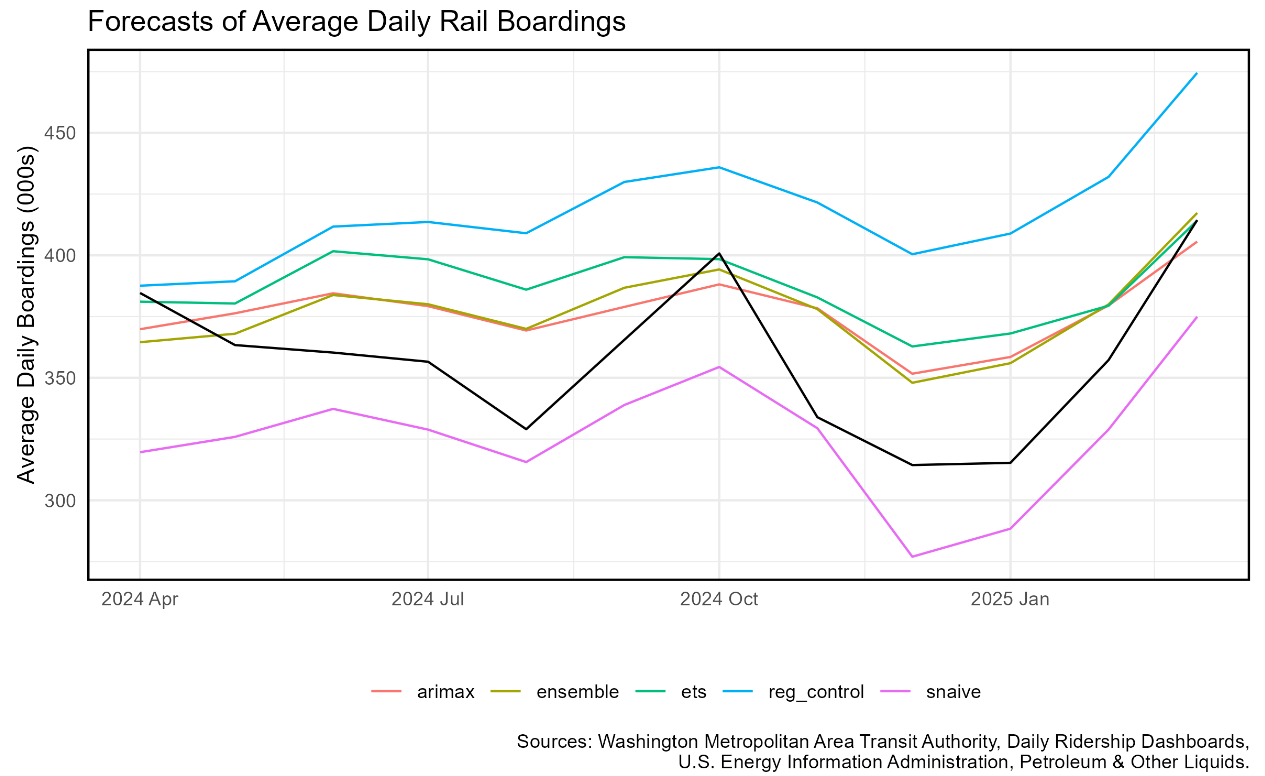 Forecasts of Average Daily Rail Boardings
Average Daily Boardings (000s)
450
400
350
300
2024 Apr
2024 Jul
2024 Oct
2025 Jan
arimax
ensemble
ets
reg_control
snaive
Sources: Washington Metropolitan Area Transit Authority, Daily Ridership Dashboards,
U.S. Energy Information Administration, Petroleum & Other Liquids.